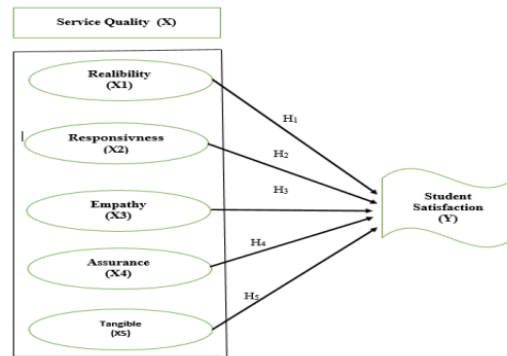 Service Quality (X)
Realibility
(X1)
H₁
Responsivness
(X2)
H₂
H₃
Empathy
(X3)
Student
Satisfaction
(Y)
H₄
Assurance
(X4)
H₅
Tangible
(X5)